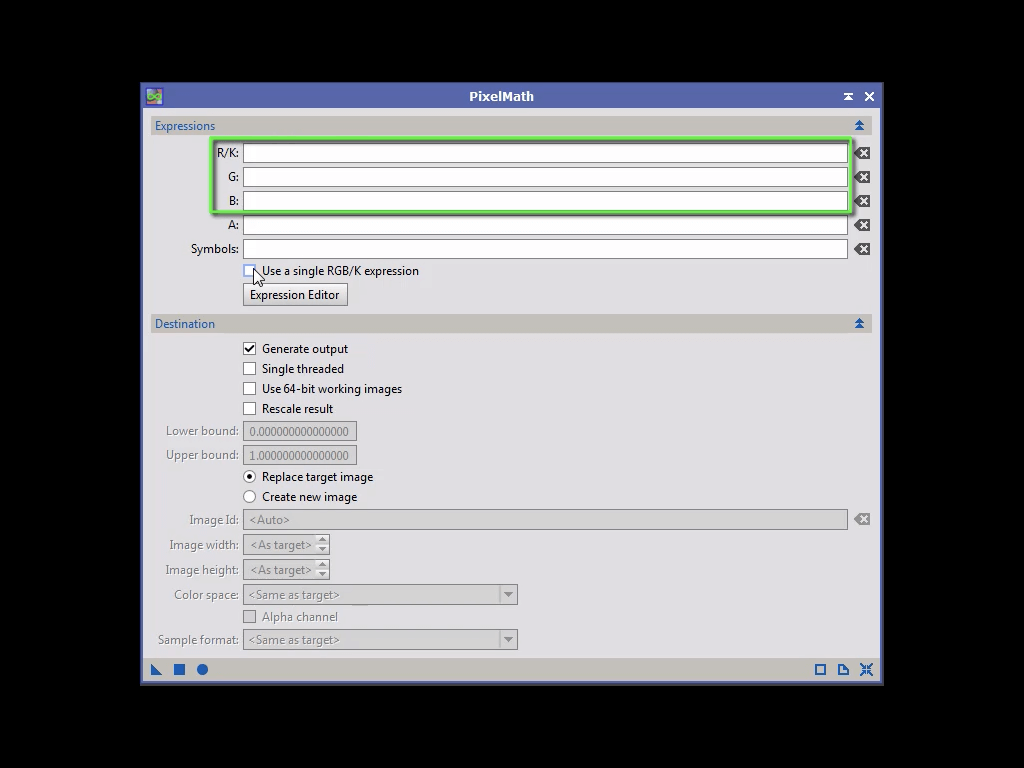 PixelMath
Expressions
R/K:
G:
B:
A:
Symbols:
Use a single RGB/K expression
Expression Editor
Destination
Generate output
Single threaded
Use 64-bit working images
Rescale result
Lower bound: 0.000000000000000
Upper bound: 1.000000000000000
Replace target image
Create new image
Image Id: <Auto>
Image width: <As target>
Image height: <As target>
Color space: <Same as target>
Alpha channel
Sample format: <Same as target>